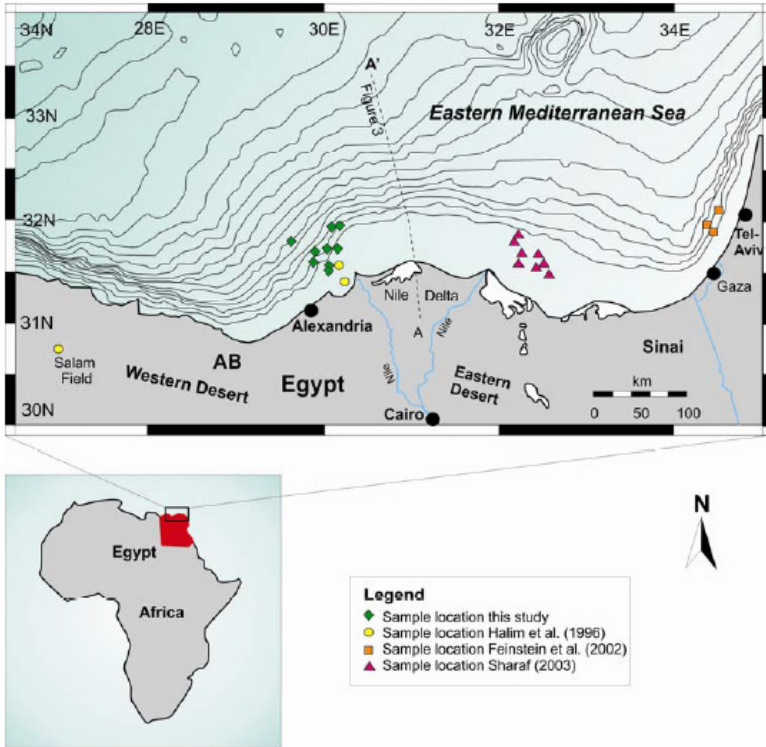 34N 28E 30E 32E 34E
A'
Figure 3
33N
Eastern Mediterranean Sea
32N
Tel-
Aviv
Gaza
Nile Delta
31N
Alexandria
A
Nile
Nile
AB
Sinai
Salam
Field
Western Desert
Egypt
Eastern
Desert
km
0 50 100
30N
Cairo
N
Egypt
Africa
Legend
Sample location this study
Sample location Halim et al. (1996)
Sample location Feinstein et al. (2002)
Sample location Sharaf (2003)